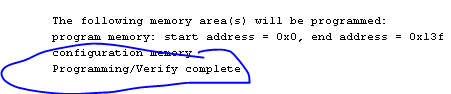 The following memory area(s) will be programmed:
program memory: start address = 0x0, end address = 0x13f
configuration memory
Programming/Verify complete